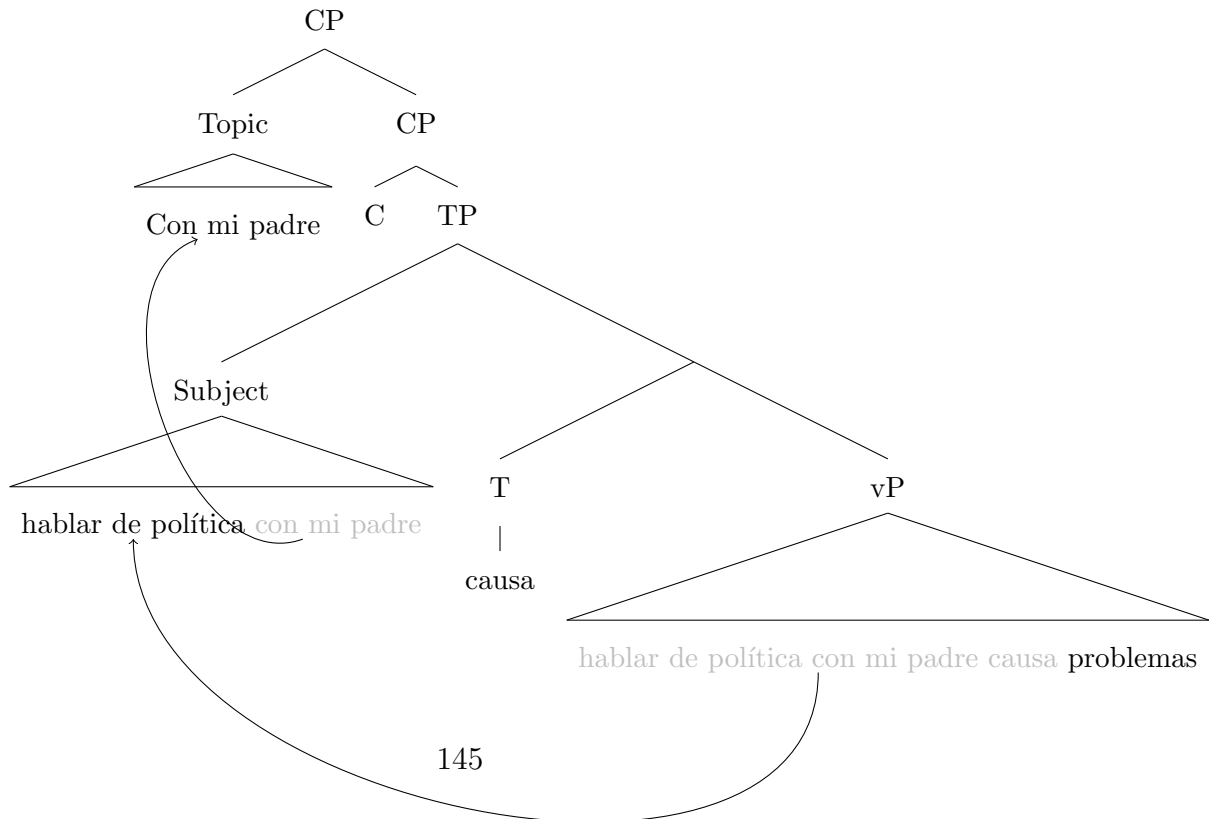 CP
Topic CP
Con mi padre C TP
Subject
hablar de política con mi padre T vP
causa
hablar de política con mi padre causa problemas
145